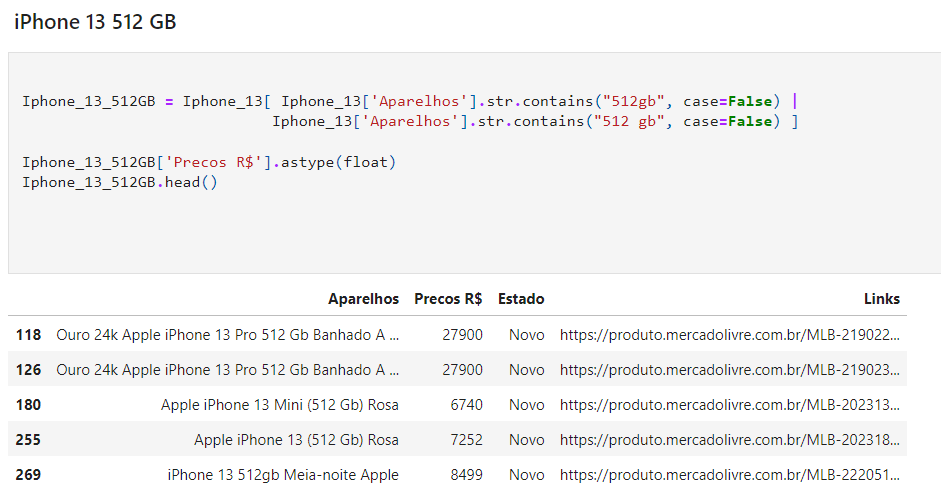 iPhone 13 512 GB
Iphone_13_512GB = Iphone_13[ Iphone_13['Aparelhos'].str.contains("512gb", case=False) |
Iphone_13['Aparelhos'].str.contains("512 gb", case=False) ]
Iphone_13_512GB['Precos R$'].astype(float)
Iphone_13_512GB.head()
Aparelhos Precos R$ Estado Links
118 Ouro 24k Apple iPhone 13 Pro 512 Gb Banhado A ... 27900 Novo https://produto.mercadolivre.com.br/MLB-219022...
126 Ouro 24k Apple iPhone 13 Pro 512 Gb Banhado A ... 27900 Novo https://produto.mercadolivre.com.br/MLB-219023...
180 Apple iPhone 13 Mini (512 Gb) Rosa 6740 Novo https://produto.mercadolivre.com.br/MLB-202313...
255 Apple iPhone 13 (512 Gb) Rosa 7252 Novo https://produto.mercadolivre.com.br/MLB-202318...
269 iPhone 13 512gb Meia-noite Apple 8499 Novo https://produto.mercadolivre.com.br/MLB-222051...